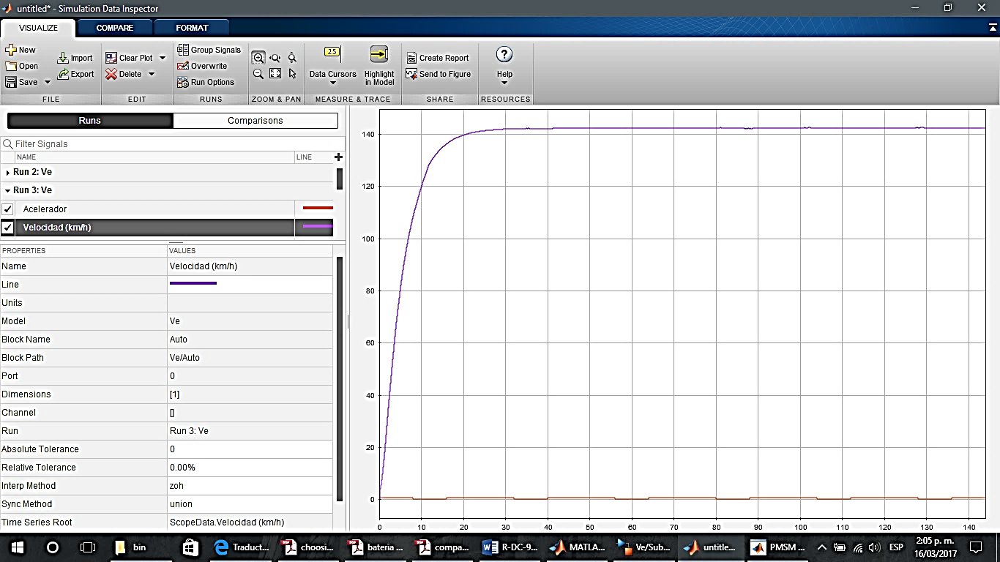 untitled* - Simulation Data Inspector
VISUALIZE COMPARE FORMAT
New Import Clear Plot Group Signals Create Report
Open Export Delete Overwrite Data Cursors Highlight in Model Send to Figure Help
Save Run Options
2.5
?
FILE EDIT RUNS ZOOM & PAN MEASURE & TRACE SHARE RESOURCES
Runs Comparisons
Filter Signals
NAME LINE
Run 2: Ve
Run 3: Ve
Acelerador
Velocidad (km/h)
PROPERTIES VALUES
Name Velocidad (km/h)
Line
Units
Model Ve
Block Name Auto
Block Path Ve/Auto
Port 0
Dimensions [1]
Channel []
Run Run 3: Ve
Absolute Tolerance 0
Relative Tolerance 0.00%
Interp Method zoh
Sync Method union
Time Series Root ScopeData.Velocidad (km/h)
140
120
100
80
60
40
20
0
0 10 20 30 40 50 60 70 80 90 100 110 120 130 140
bin Traduct... choosi... bateria ... compa... R-DC-9... MATLA... Ve/Sub... untitle... PMSM ... ESP 2:05 p. m.
16/03/2017